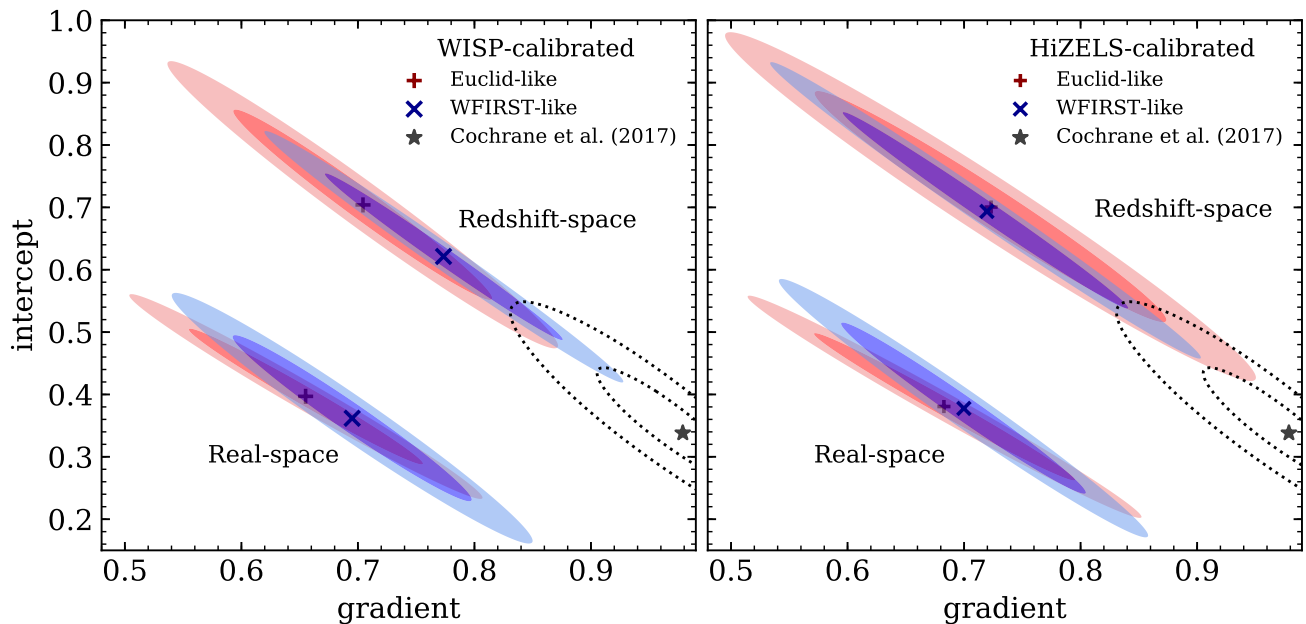 WISP-calibrated
Euclid-like
WFIRST-like
Cochrane et al. (2017)
Redshift-space
Real-space
HiZELS-calibrated
Euclid-like
WFIRST-like
Cochrane et al. (2017)
Redshift-space
Real-space
intercept
1.0
0.9
0.8
0.7
0.6
0.5
0.4
0.3
0.2
0.5 0.6 0.7 0.8 0.9
0.5 0.6 0.7 0.8 0.9
gradient
gradient